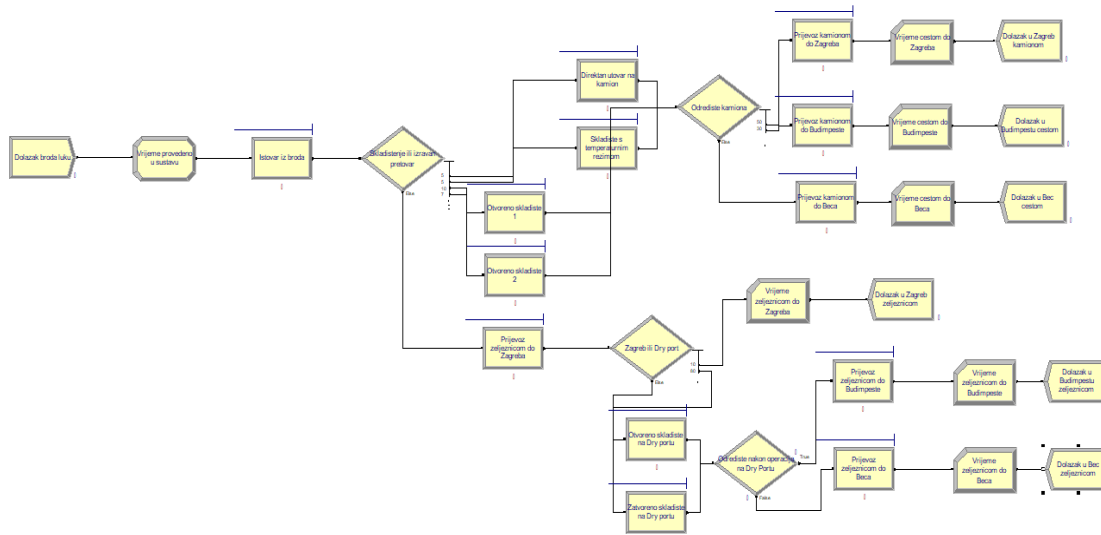 Prijevoz kamionom
do Zagreba
Vrijeme cestom do
Zagreba
Dolazak u Zagreb
kamionom
Direktan utovar na
kamion
Odrediste kamiona
50
30
Else
Prijevoz kamionom
do Budimpeste
Vrijeme cestom do
Budimpeste
Dolazak u
Budimpestu cestom
Dolazak broda luku
Vrijeme provedeno
u sustavu
Istovar iz broda
Skladistenje ili izravan
pretovar
5
5
10
7
Else
Skladiste s
temperaturnim
rezimom
Prijevoz kamionom
do Beca
Vrijeme cestom do
Beca
Dolazak u Bec
cestom
Otvoreno skladiste
1
Otvoreno skladiste
2
Vrijeme
zeljeznicom do
Zagreba
Dolazak u Zagreb
zeljeznicom
Prijevoz
zeljeznicom do
Zagreba
Zagreb ili Dry port
10
Else
Prijevoz
zeljeznicom do
Budimpeste
Vrijeme
zeljeznicom do
Budimpeste
Dolazak u
Budimpestu
zeljeznicom
Otvoreno skladiste
na Dry portu
Odrediste nakon operacija
na Dry Portu
True
False
Prijevoz
zeljeznicom do
Beca
Vrijeme
zeljeznicom do
Beca
Dolazak u Bec
zeljeznicom
Zatvoreno skladiste
na Dry portu